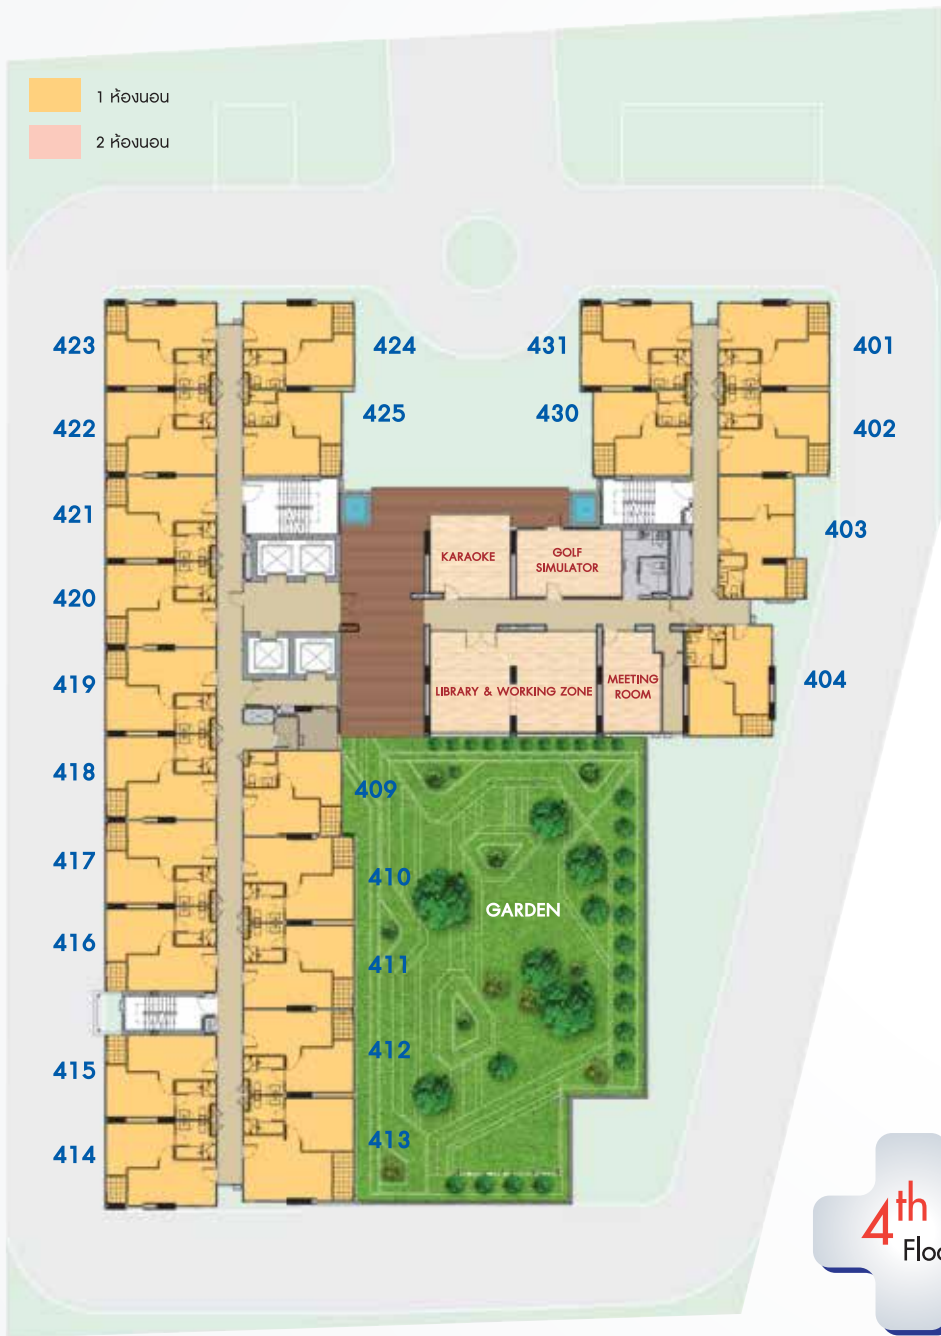 1 ห้องนอน
2 ห้องนอน
423
424
431
401
422
425
430
402
421
403
KARAOKE
GOLF
SIMULATOR
420
419
LIBRARY & WORKING ZONE
MEETING
ROOM
404
418
409
417
410
GARDEN
416
411
412
415
413
414
4th
Floo